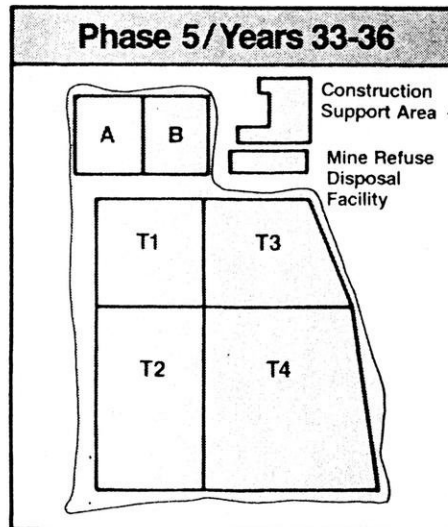 Phase 5/Years 33-36
Construction
Support Area
A
B
Mine Refuse
Disposal
Facility
T1
T3
T2
T4